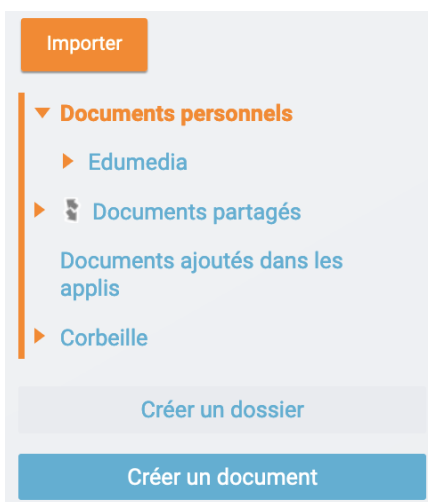 Importer
Documents personnels
Edumedia
Documents partagés
Documents ajoutés dans les
applis
Corbeille
Créer un dossier
Créer un document